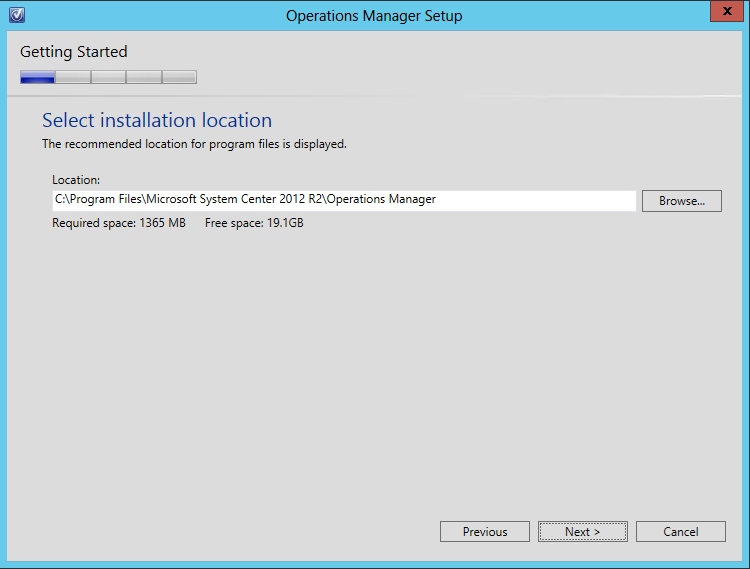 Operations Manager Setup
x
Getting Started
Select installation location
The recommended location for program files is displayed.
Location:
C:\Program Files\Microsoft System Center 2012 R2\Operations Manager
Browse...
Required space: 1365 MB Free space: 19.1GB
Previous Next > Cancel